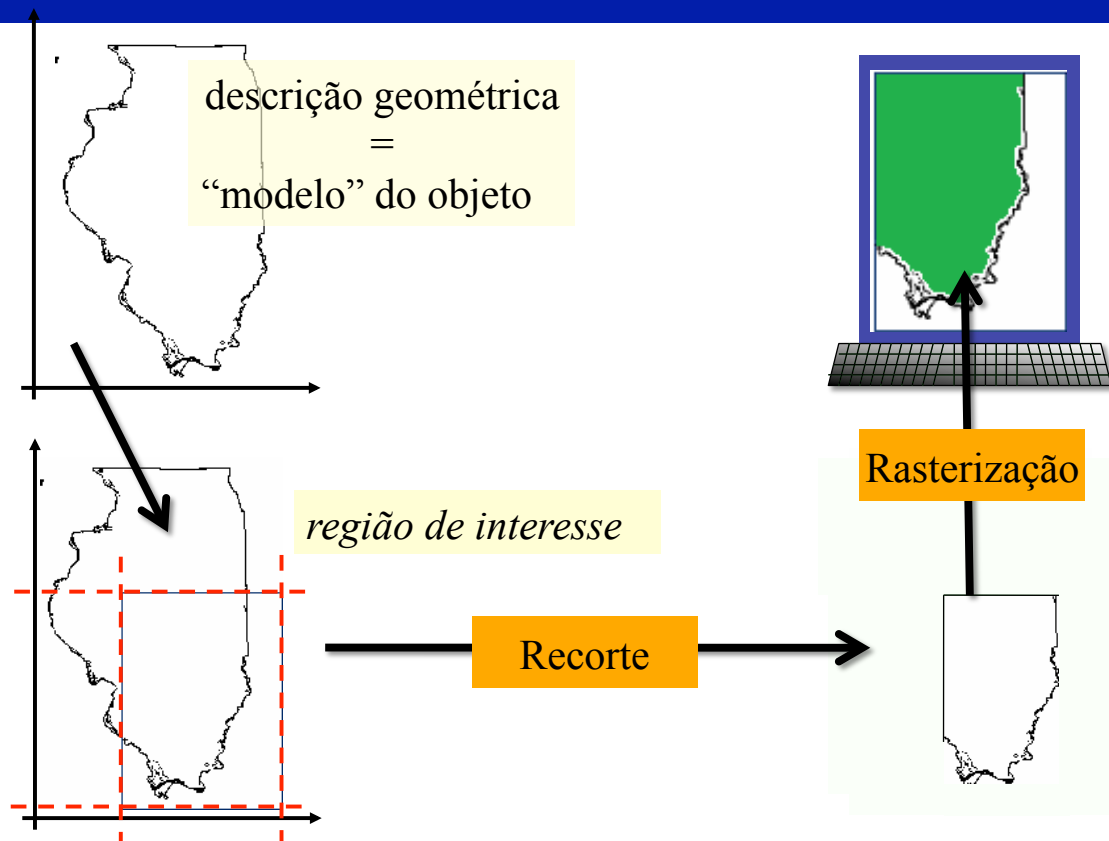 descrição geométrica
=
“modelo” do objeto
região de interesse
Recorte
Rasterização